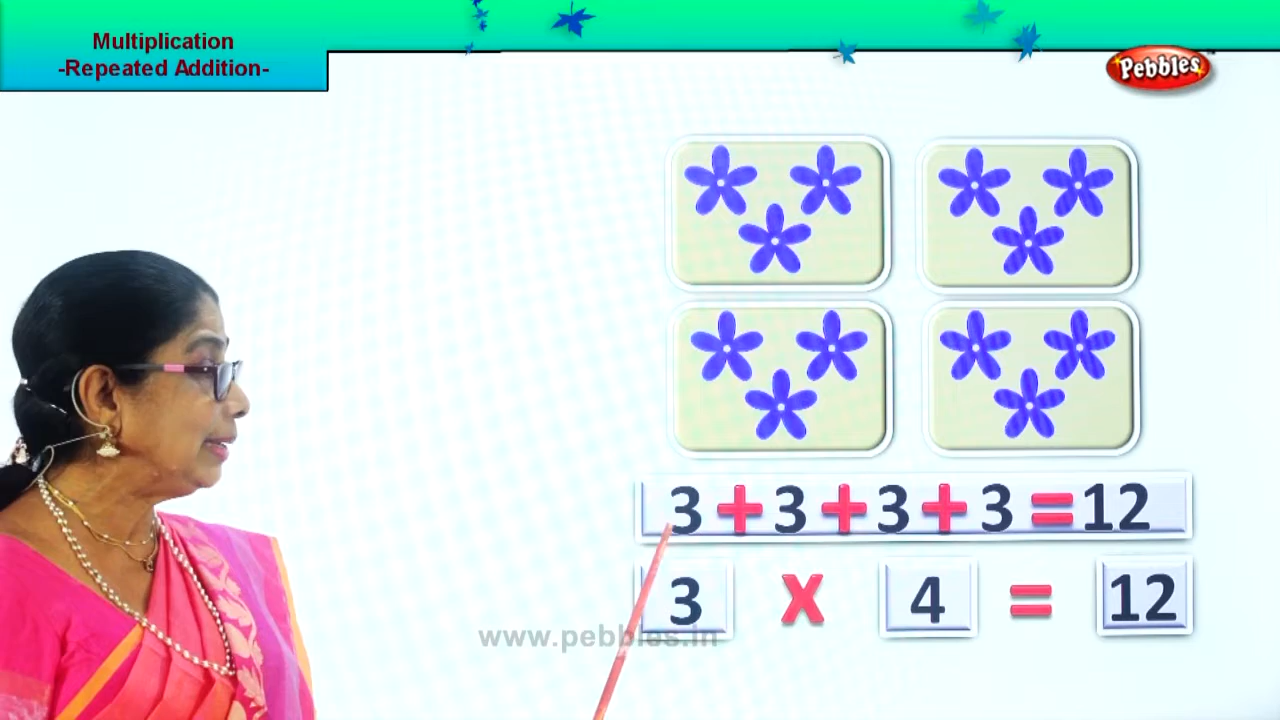 Multiplication
-Repeated Addition-
Pebbles
3 + 3 + 3 + 3 = 12
3 x 4 = 12
www.pebbles.in